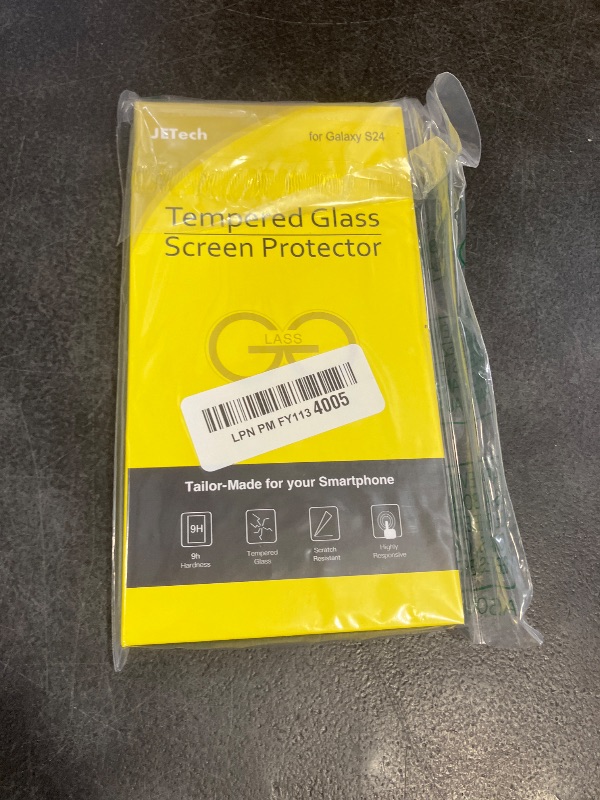 JETech
for Galaxy S24
Tempered Glass
Screen Protector
GLASS
LPN PM FY113 4005
Tailor-Made for your Smartphone
9H
9h
Hardness
Tempered
Glass
Scratch
Resistant
Highly
Responsive